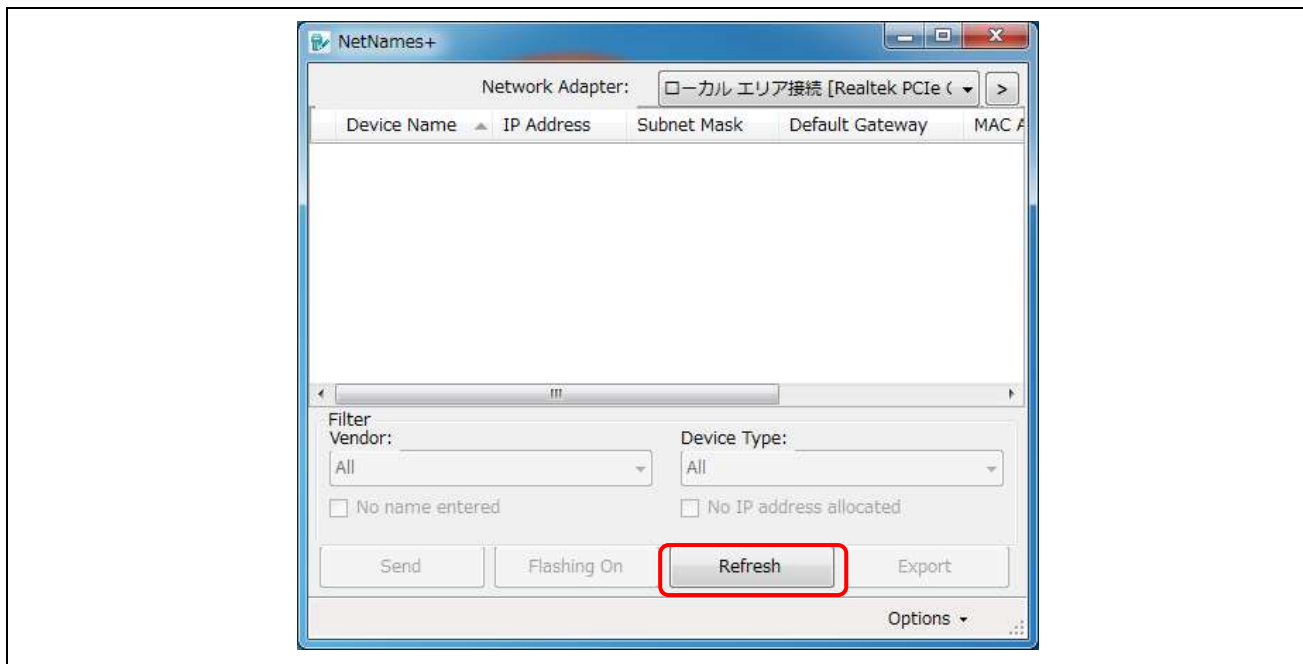 NetNames+
Network Adapter: ローカル エリア接続 [Realtek PCIe (
>
Device Name IP Address Subnet Mask Default Gateway MAC A
Filter
Vendor: Device Type:
All All
No name entered No IP address allocated
Send Flashing On Refresh Export
Options